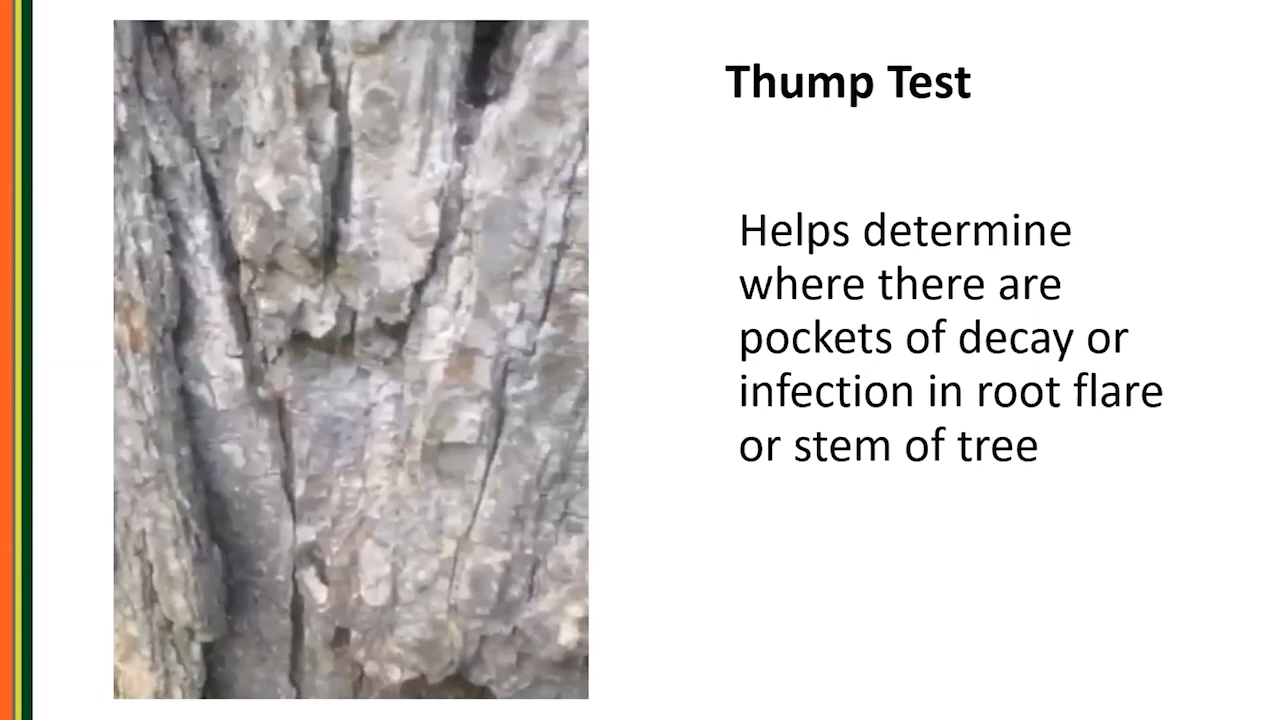 Thump Test
Helps determine
where there are
pockets of decay or
infection in root flare
or stem of tree